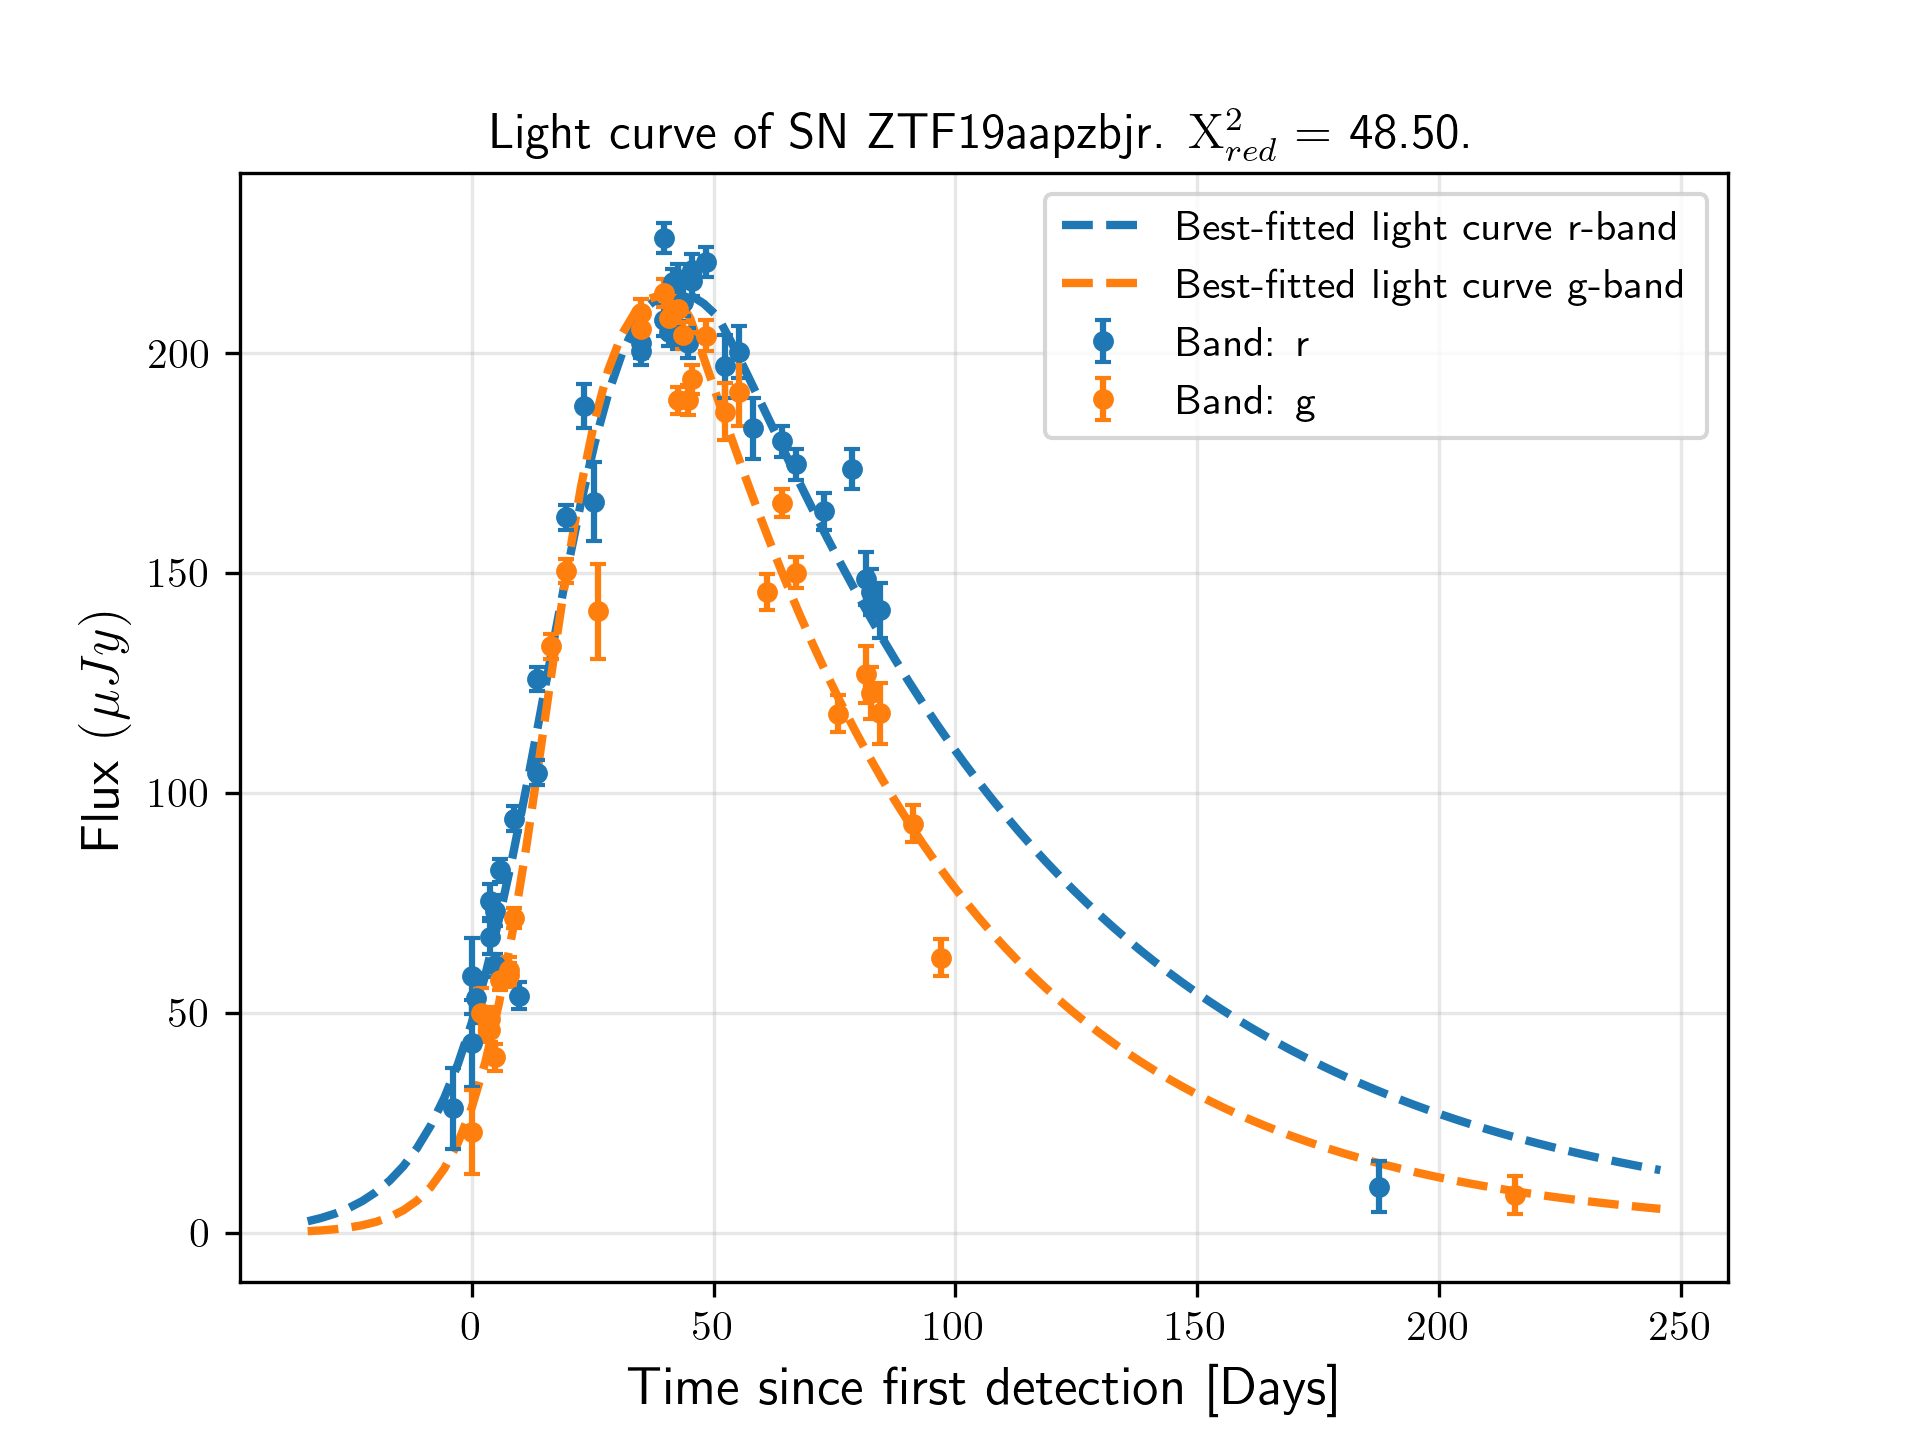 Light curve of SN ZTF19aapzbjr. X²_red = 48.50.
Best-fitted light curve r-band
Best-fitted light curve g-band
Band: r
Band: g
Flux (μJy)
200
150
100
50
0
0 50 100 150 200 250
Time since first detection [Days]